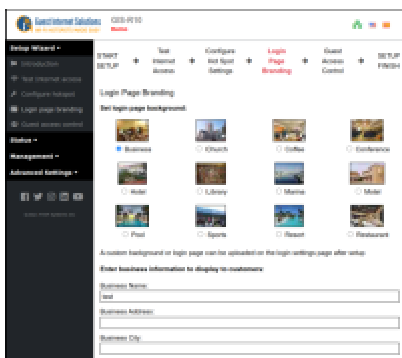 Guest Internet Solutions
GIS-R10
Home
Setup Wizard
Introduction
Test Internet access
Configure hotspot
Login page branding
Guest access control
Status
Management
Advanced Settings
START SETUP
Test Internet Access
Configure Hot Spot Settings
Login Page Branding
Guest Access Control
SETUP FINISH
Login Page Branding
Set login page background:
Business Church Coffee Conference
Hotel Library Marina Motel
Pool Sports Resort Restaurant
A custom background or login page can be uploaded on the login settings page after setup
Enter business information to display to customers:
Business Name:
test
Business Address:
Business City: